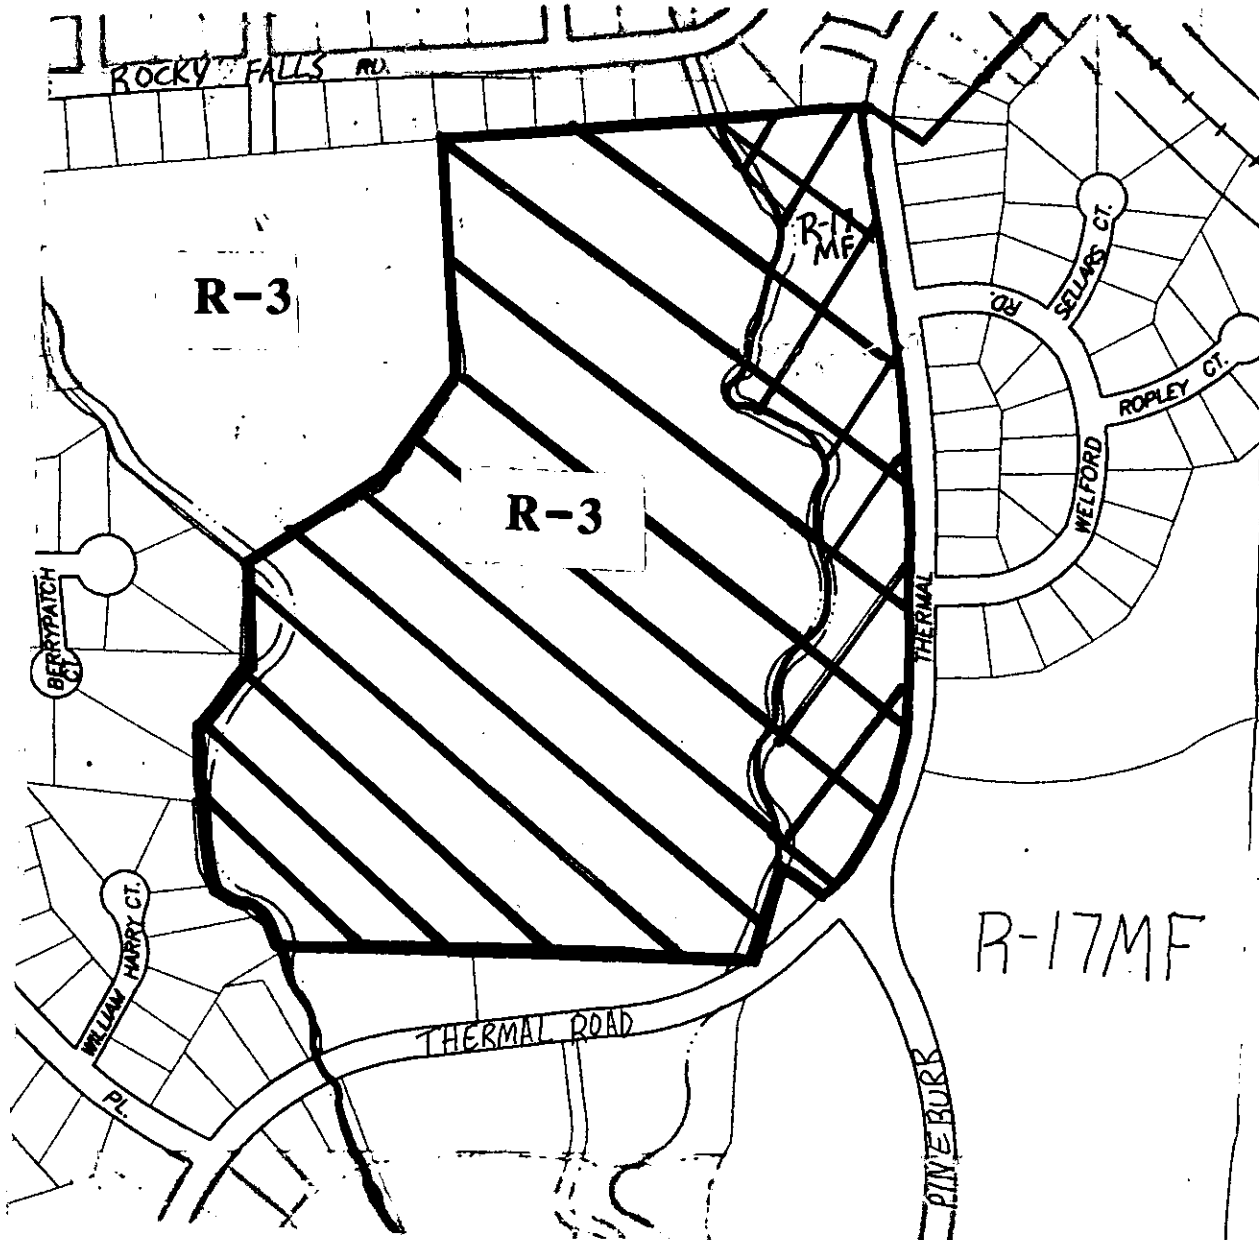 ROCKY FALLS RD.
R-17
MF
SELLARS CT.
RD.
R-3
ROPLEY CT.
WELFORD
R-3
THERMAL
BERRYPATCH
CT.
WILLIAM HARRY CT.
R-17MF
THERMAL ROAD
PL.
PINEBURR